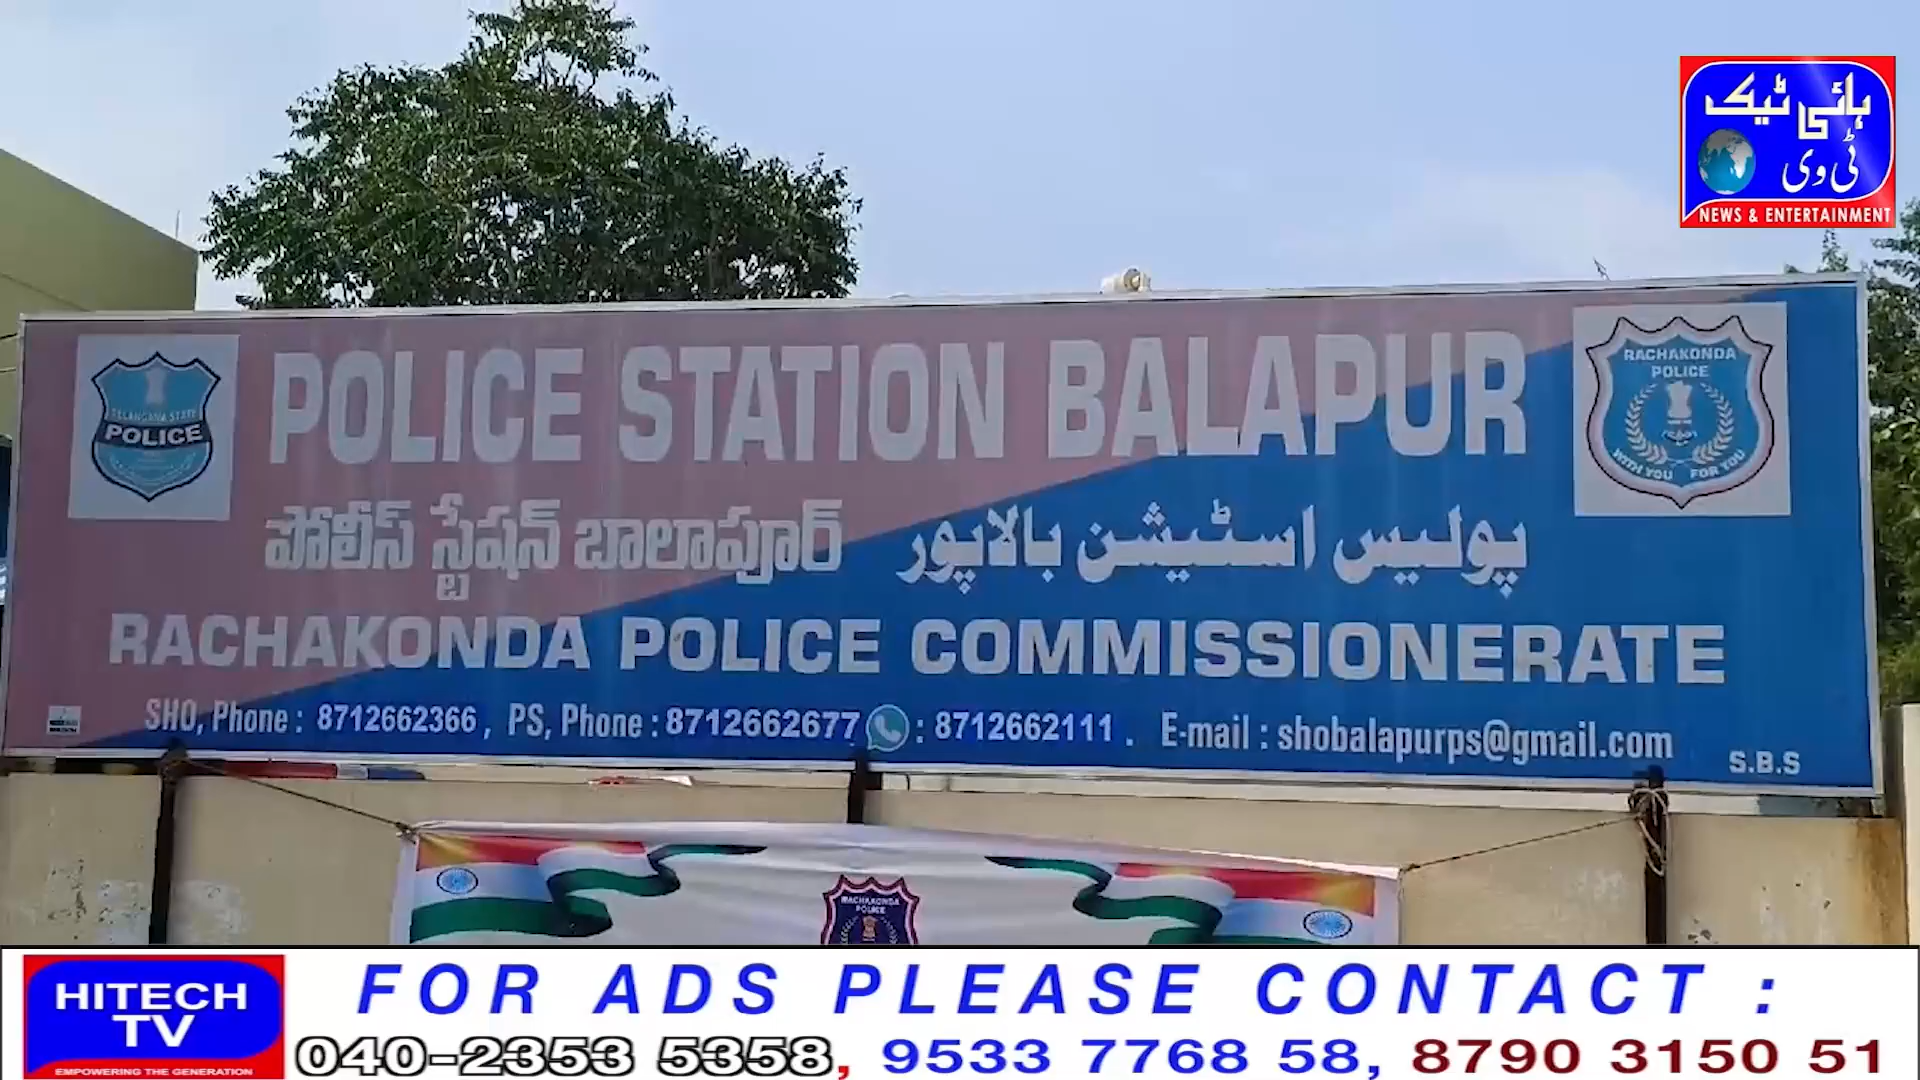 ہائی ٹیک
ٹی وی
NEWS & ENTERTAINMENT
TELANGANA STATE
POLICE
POLICE STATION BALAPUR
RACHAKONDA
POLICE
WITH YOU FOR YOU
పోలీస్ స్టేషన్ బాలాపూర్ پولیس اسٹیشن بالاپور
RACHAKONDA POLICE COMMISSIONERATE
SHO, Phone : 8712662366 , PS, Phone : 8712662677 : 8712662111 . E-mail : shobalapurps@gmail.com
S.B.S
RACHAKONDA
POLICE
HITECH
TV
EMPOWERING THE GENERATION
FOR ADS PLEASE CONTACT :
040-2353 5358, 9533 7768 58, 8790 3150 51